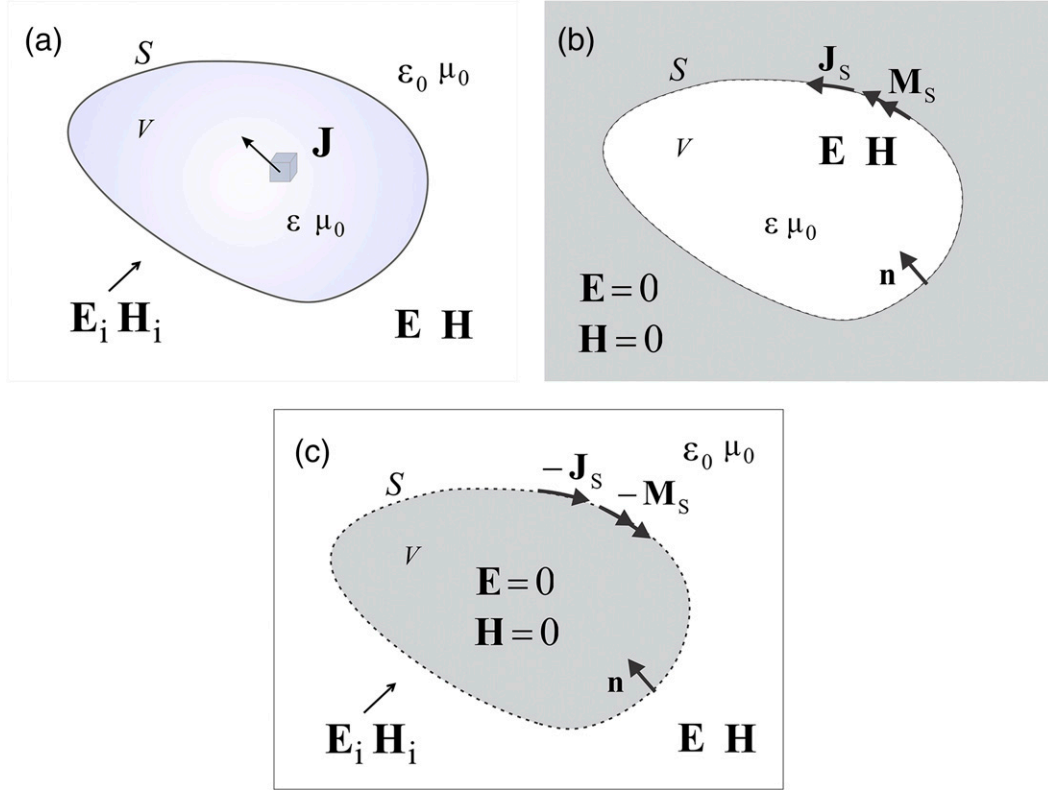 (a)
S
ε₀ μ₀
V
J
ε μ₀
Eᵢ Hᵢ
E H
(b)
S
Jₛ
Mₛ
V
E H
ε μ₀
n
E = 0
H = 0
(c)
ε₀ μ₀
S
−Jₛ
−Mₛ
V
E = 0
H = 0
n
Eᵢ Hᵢ
E H